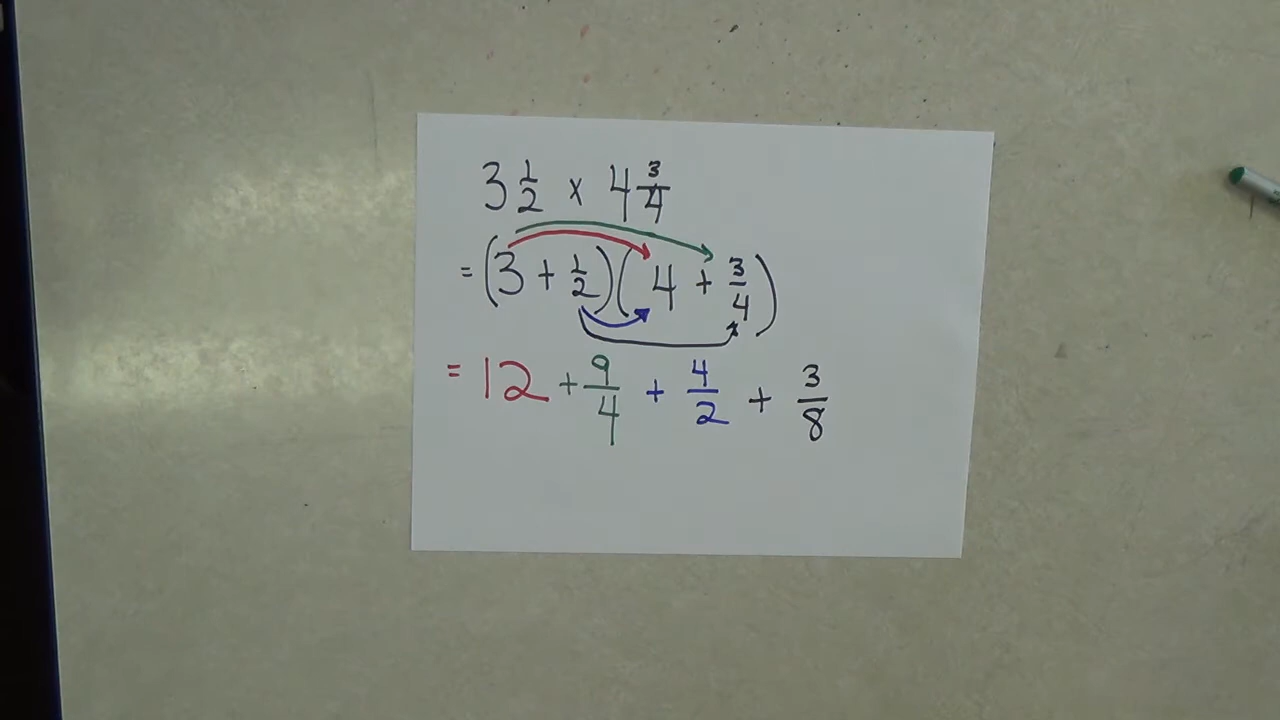 3 1/2 x 4 3/4
= (3 + 1/2)(4 + 3/4)
= 12 + 9/4 + 4/2 + 3/8